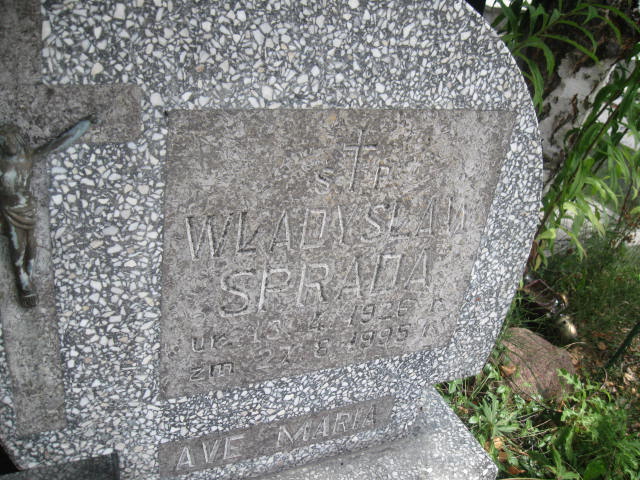 Ś † P
WŁADYSŁAW
SPRADA
ur. 13 4 1926 r.
zm. 27 8 1995 r.
AVE MARIA